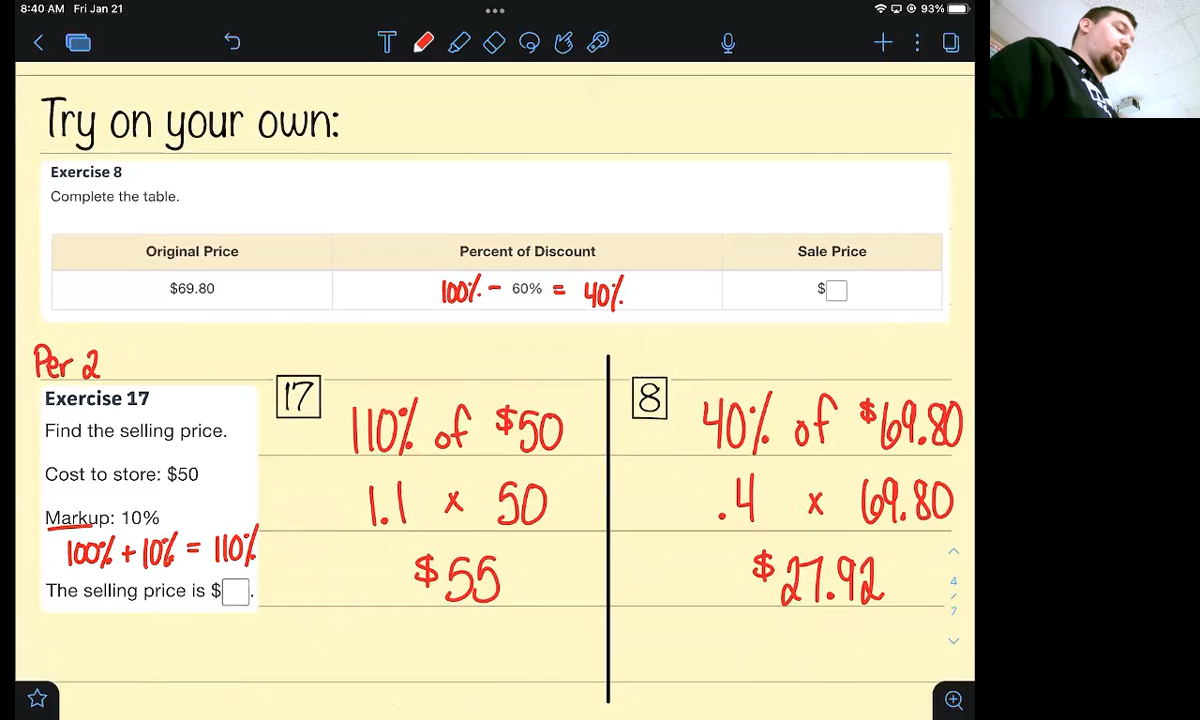 8:40 AM Fri Jan 21
93%
T
Try on your own:
Exercise 8
Complete the table.
Original Price Percent of Discount Sale Price
$69.80 100% - 60% = 40% $
Per 2
Exercise 17
Find the selling price.
Cost to store: $50
Markup: 10%
100% + 10% = 110%
The selling price is $ .
17
110% of $50
1.1 x 50
$55
8
40% of $69.80
.4 x 69.80
$27.92
4
/
7